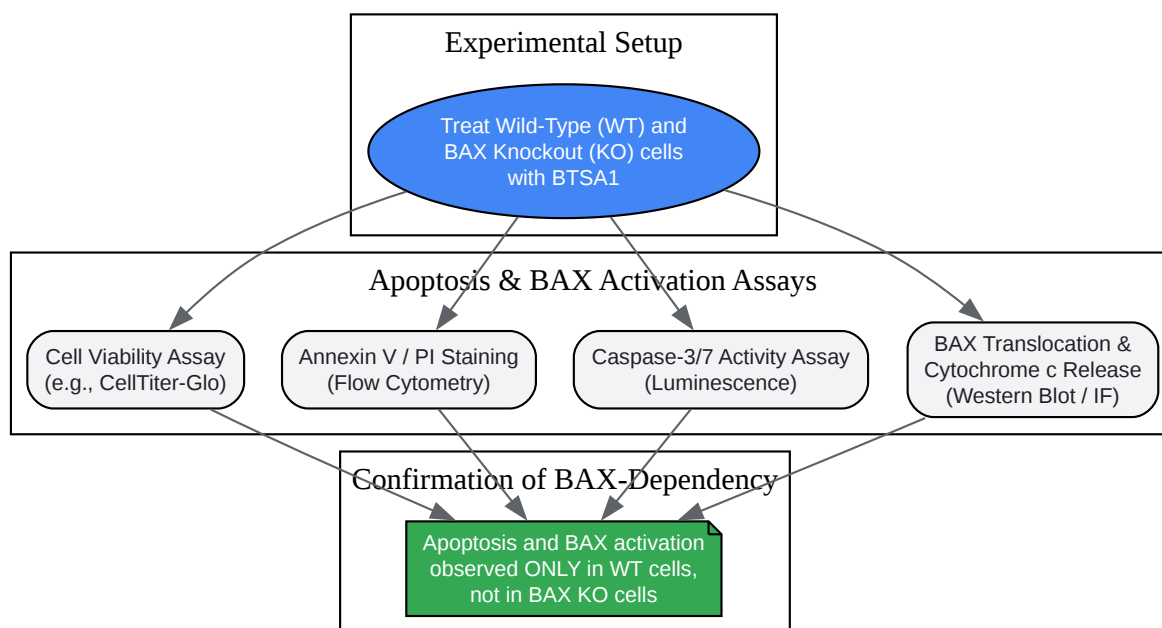 Experimental Setup
Treat Wild-Type (WT) and
BAX Knockout (KO) cells
with BTSA1
Apoptosis & BAX Activation Assays
Cell Viability Assay
(e.g., CellTiter-Glo)
Annexin V / PI Staining
(Flow Cytometry)
Caspase-3/7 Activity Assay
(Luminescence)
BAX Translocation &
Cytochrome c Release
(Western Blot / IF)
Confirmation of BAX-Dependency
Apoptosis and BAX activation
observed ONLY in WT cells,
not in BAX KO cells